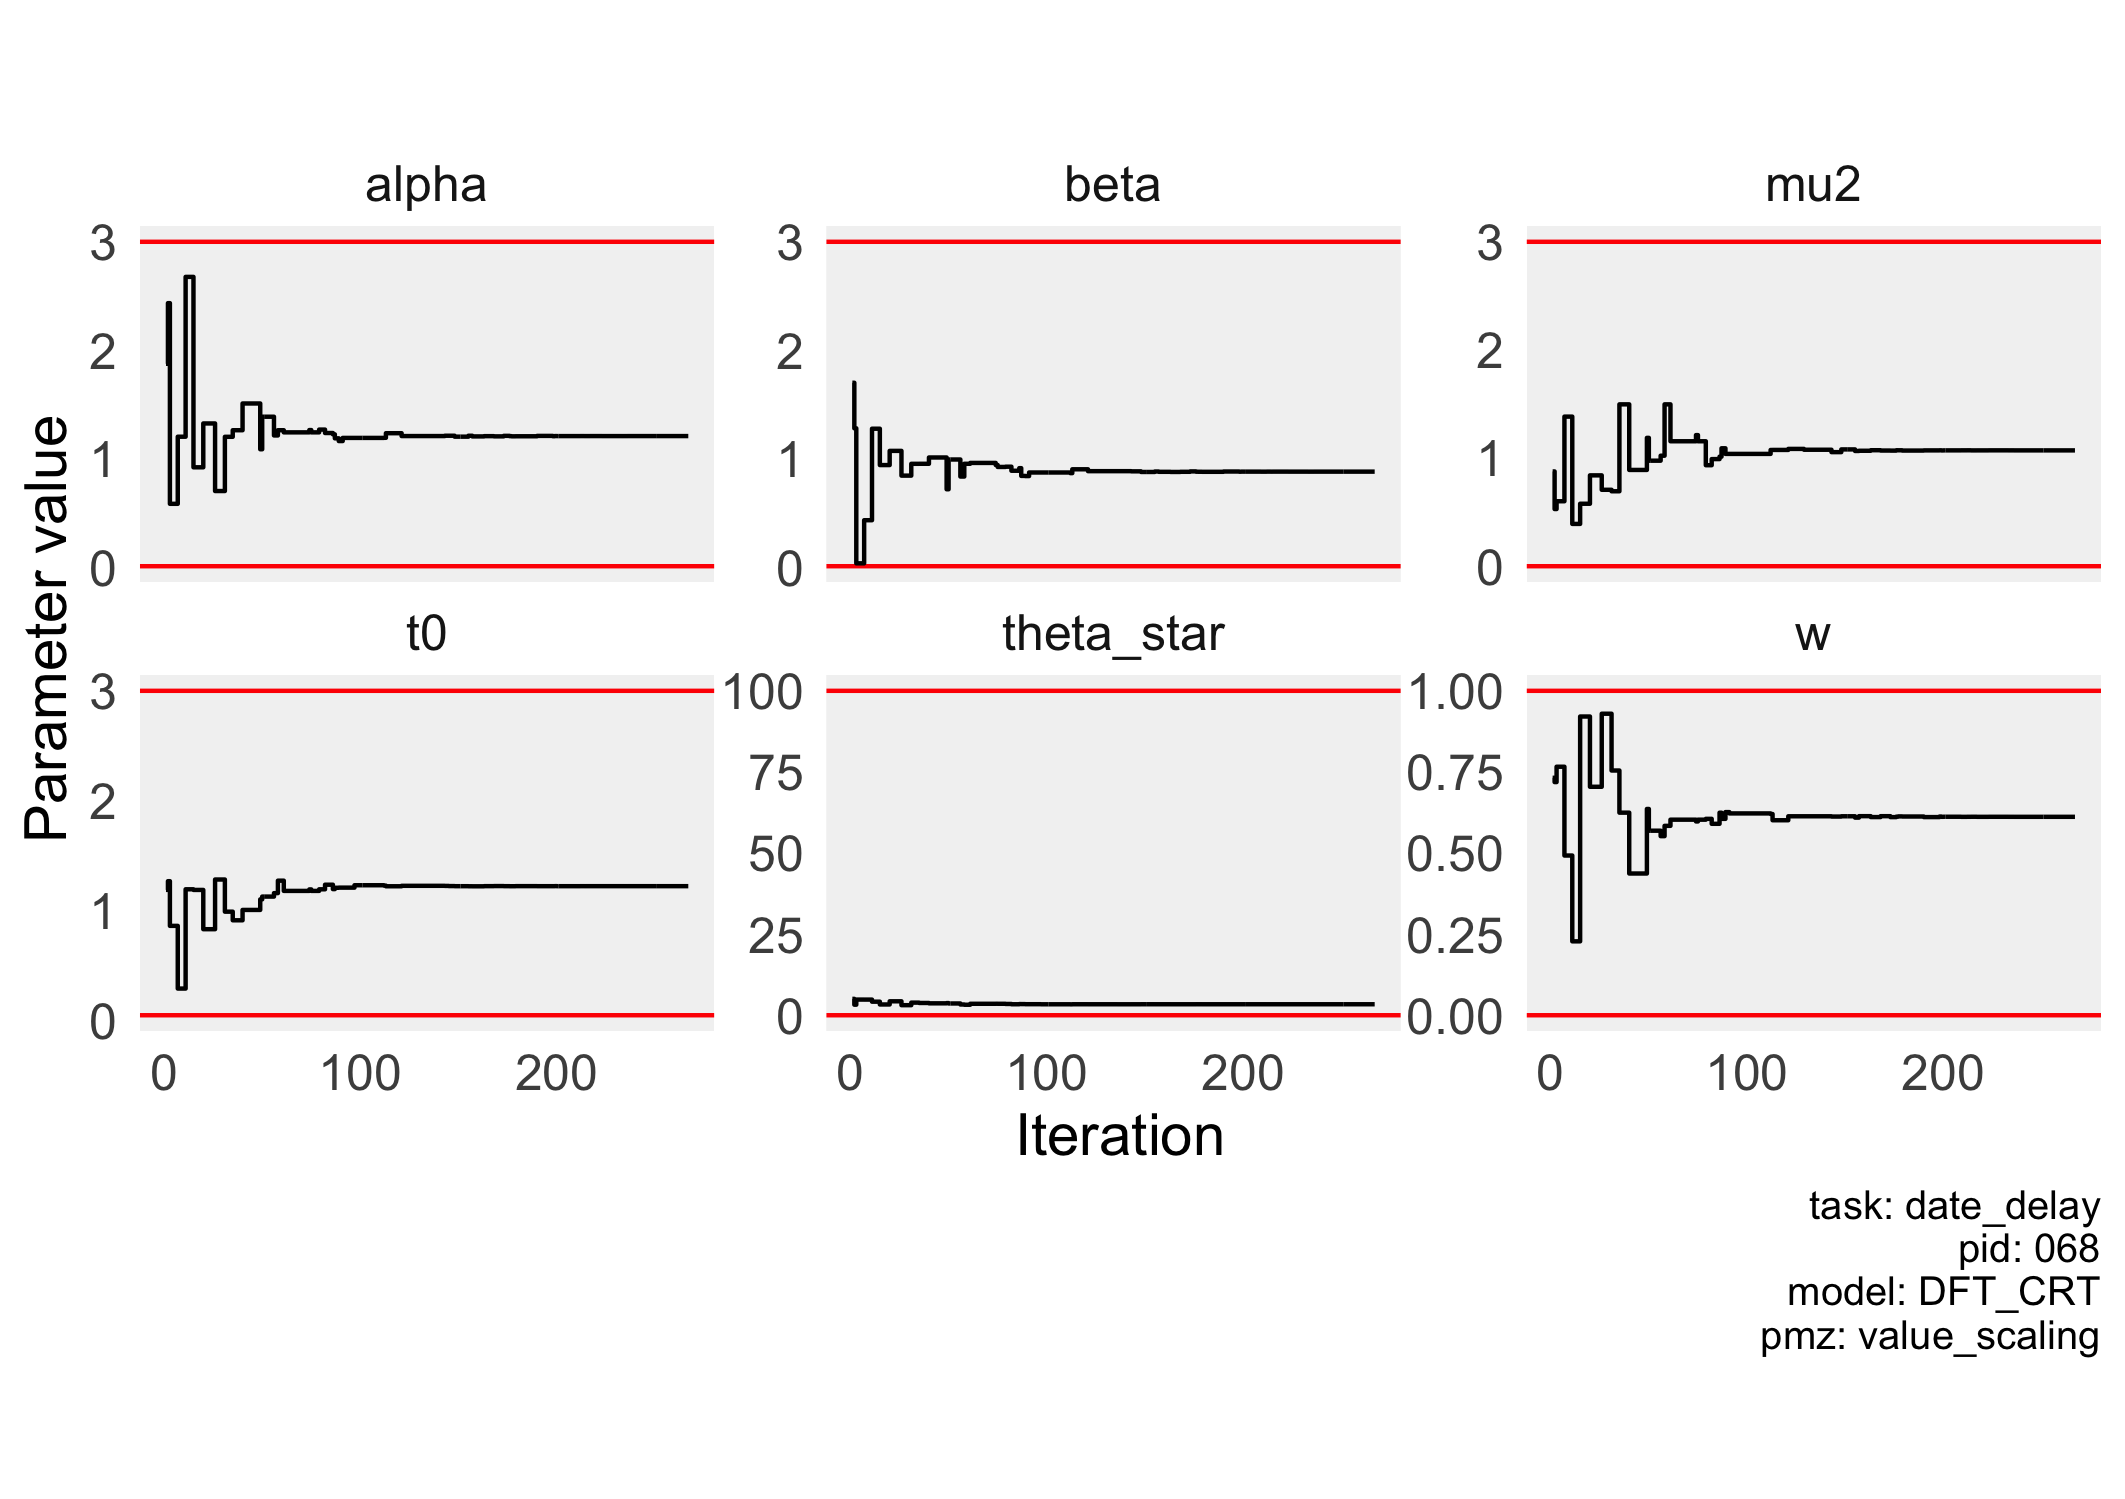 alpha
beta
mu2
3
2
1
0
3
2
1
0
3
2
1
0
Parameter value
t0
theta_star
w
3
2
1
0
100
75
50
25
0
1.00
0.75
0.50
0.25
0.00
0 100 200
0 100 200
0 100 200
Iteration
task: date_delay
pid: 068
model: DFT_CRT
pmz: value_scaling